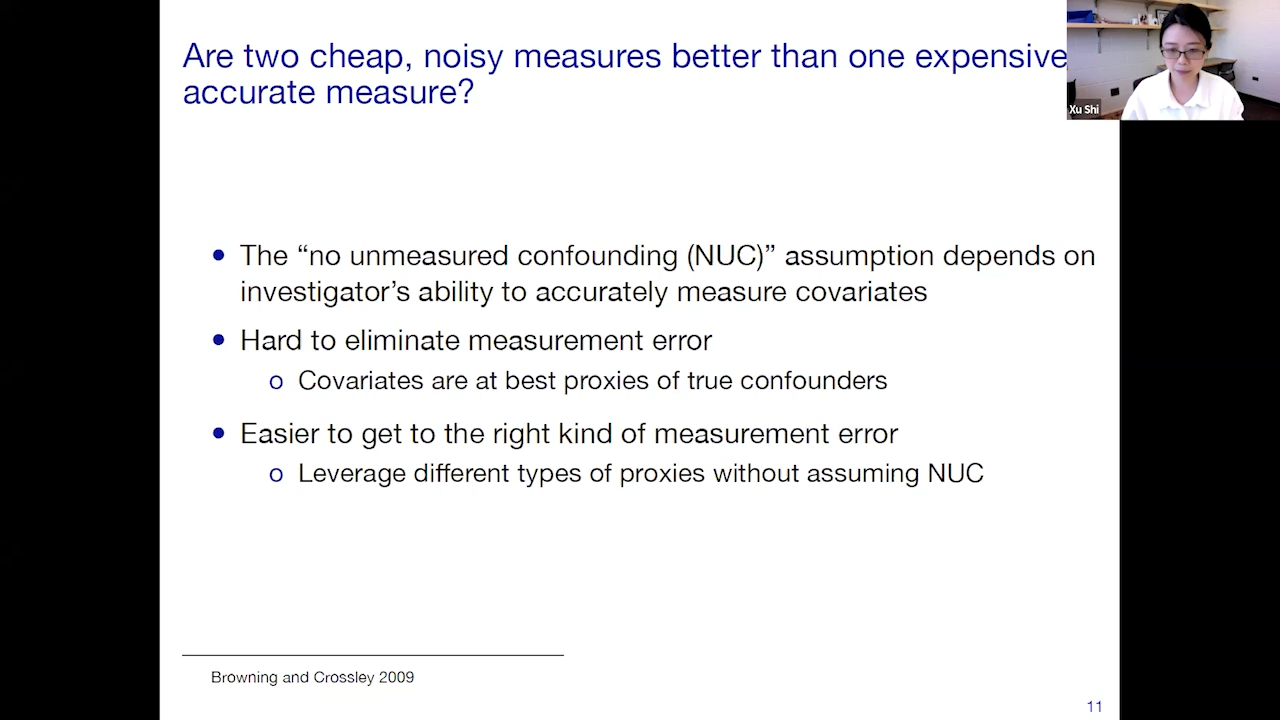 Are two cheap, noisy measures better than one expensive
accurate measure?
Xu Shi
• The “no unmeasured confounding (NUC)” assumption depends on
investigator’s ability to accurately measure covariates
• Hard to eliminate measurement error
o Covariates are at best proxies of true confounders
• Easier to get to the right kind of measurement error
o Leverage different types of proxies without assuming NUC
Browning and Crossley 2009
11